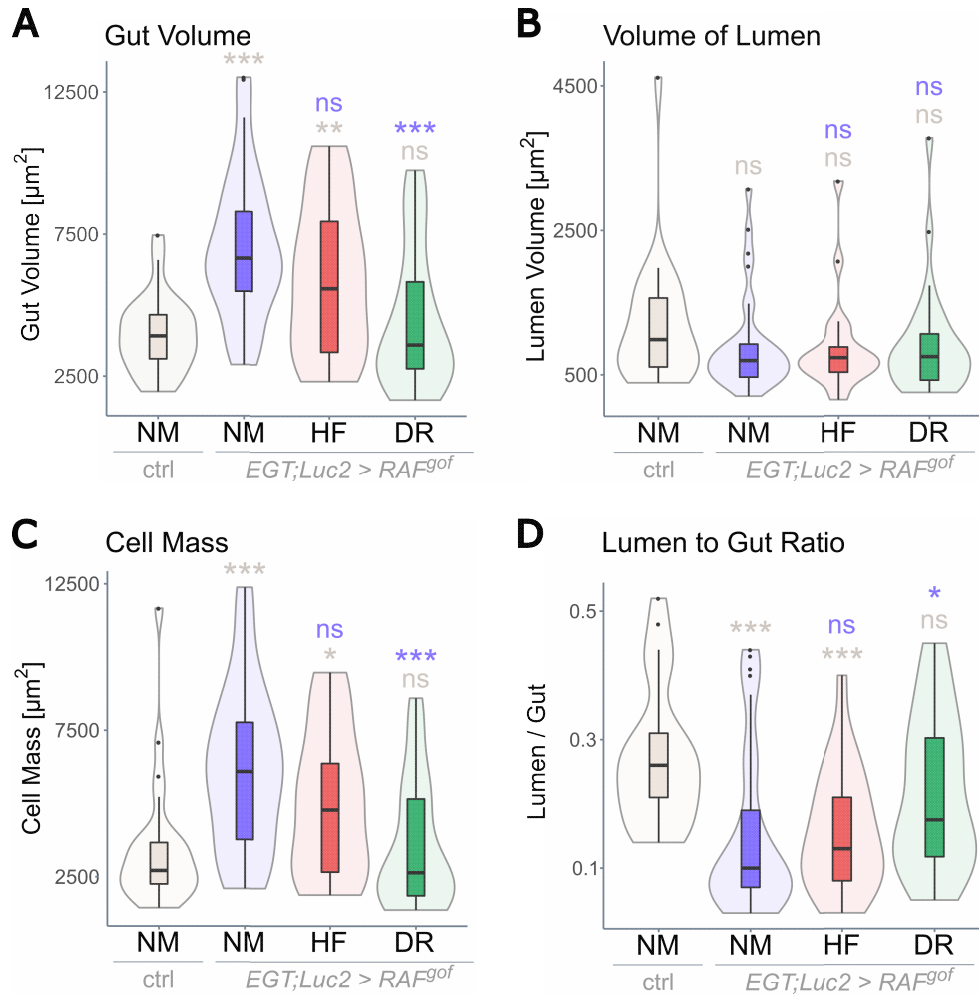 A
Gut Volume
Gut Volume [µm²]
12500
7500
2500
***
ns
**
***
ns
NM
NM
HF
DR
ctrl
EGT;Luc2 > RAFgof
B
Volume of Lumen
Lumen Volume [µm²]
4500
2500
500
ns
ns
ns
ns
ns
NM
NM
HF
DR
ctrl
EGT;Luc2 > RAFgof
C
Cell Mass
Cell Mass [µm²]
12500
7500
2500
***
ns
*
***
ns
NM
NM
HF
DR
ctrl
EGT;Luc2 > RAFgof
D
Lumen to Gut Ratio
Lumen / Gut
0.5
0.3
0.1
***
ns
***
*
ns
NM
NM
HF
DR
ctrl
EGT;Luc2 > RAFgof